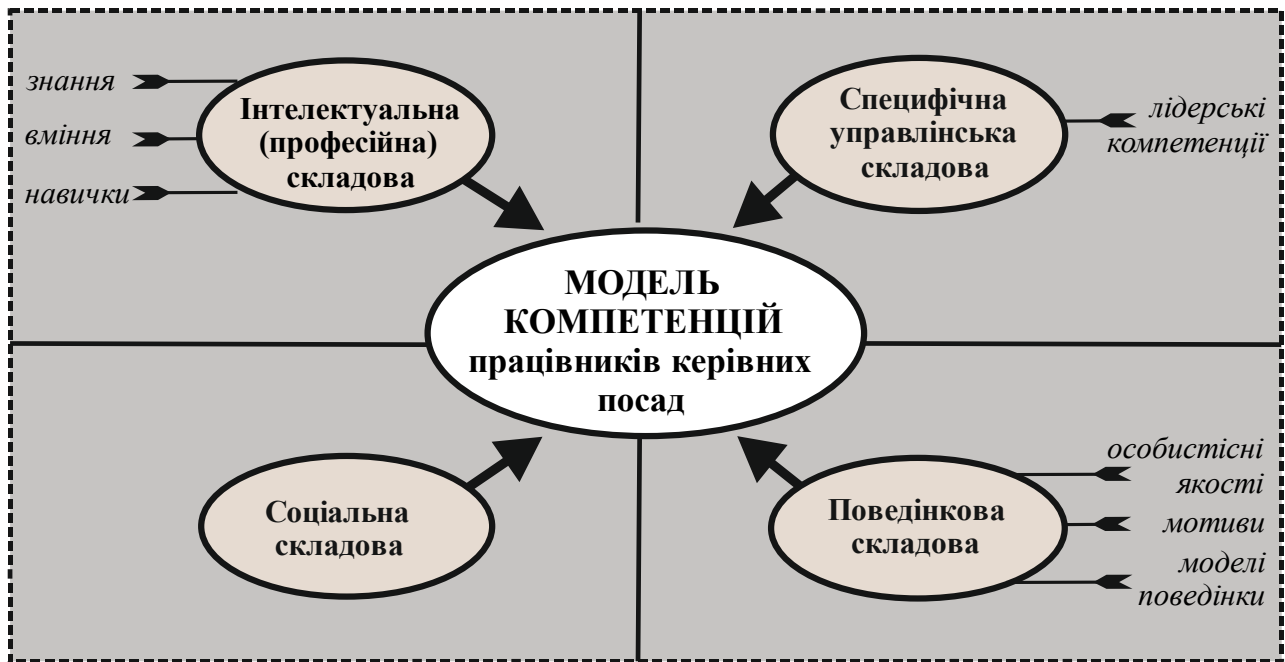 знання
вміння
навички
Інтелектуальна
(професійна)
складова
Специфічна
управлінська
складова
лідерські
компетенції
МОДЕЛЬ
КОМПЕТЕНЦІЙ
працівників керівних
посад
Соціальна
складова
Поведінкова
складова
особистісні
якості
мотиви
моделі
поведінки